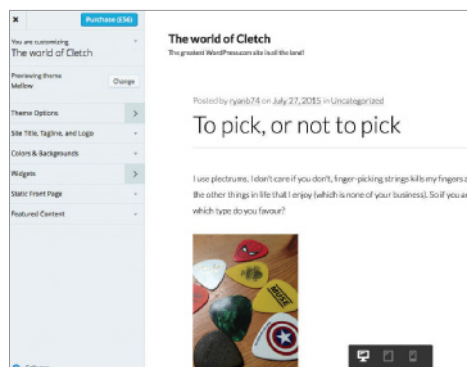 Purchase (£56)
You are customizing
The world of Cletch
Previewing theme
Mellow
Change
Theme Options
Site Title, Tagline, and Logo
Colors & Backgrounds
Widgets
Static Front Page
Featured Content
The world of Cletch
The greatest WordPress.com site in all the land!
Posted by ryanb74 on July 27, 2015 in Uncategorized
To pick, or not to pick
I use plectrums. I don't care if you don't, finger-picking strings kills my fingers a
the other things in life that I enjoy (which is none of your business). So if you ar
which type do you favour?
MUSE